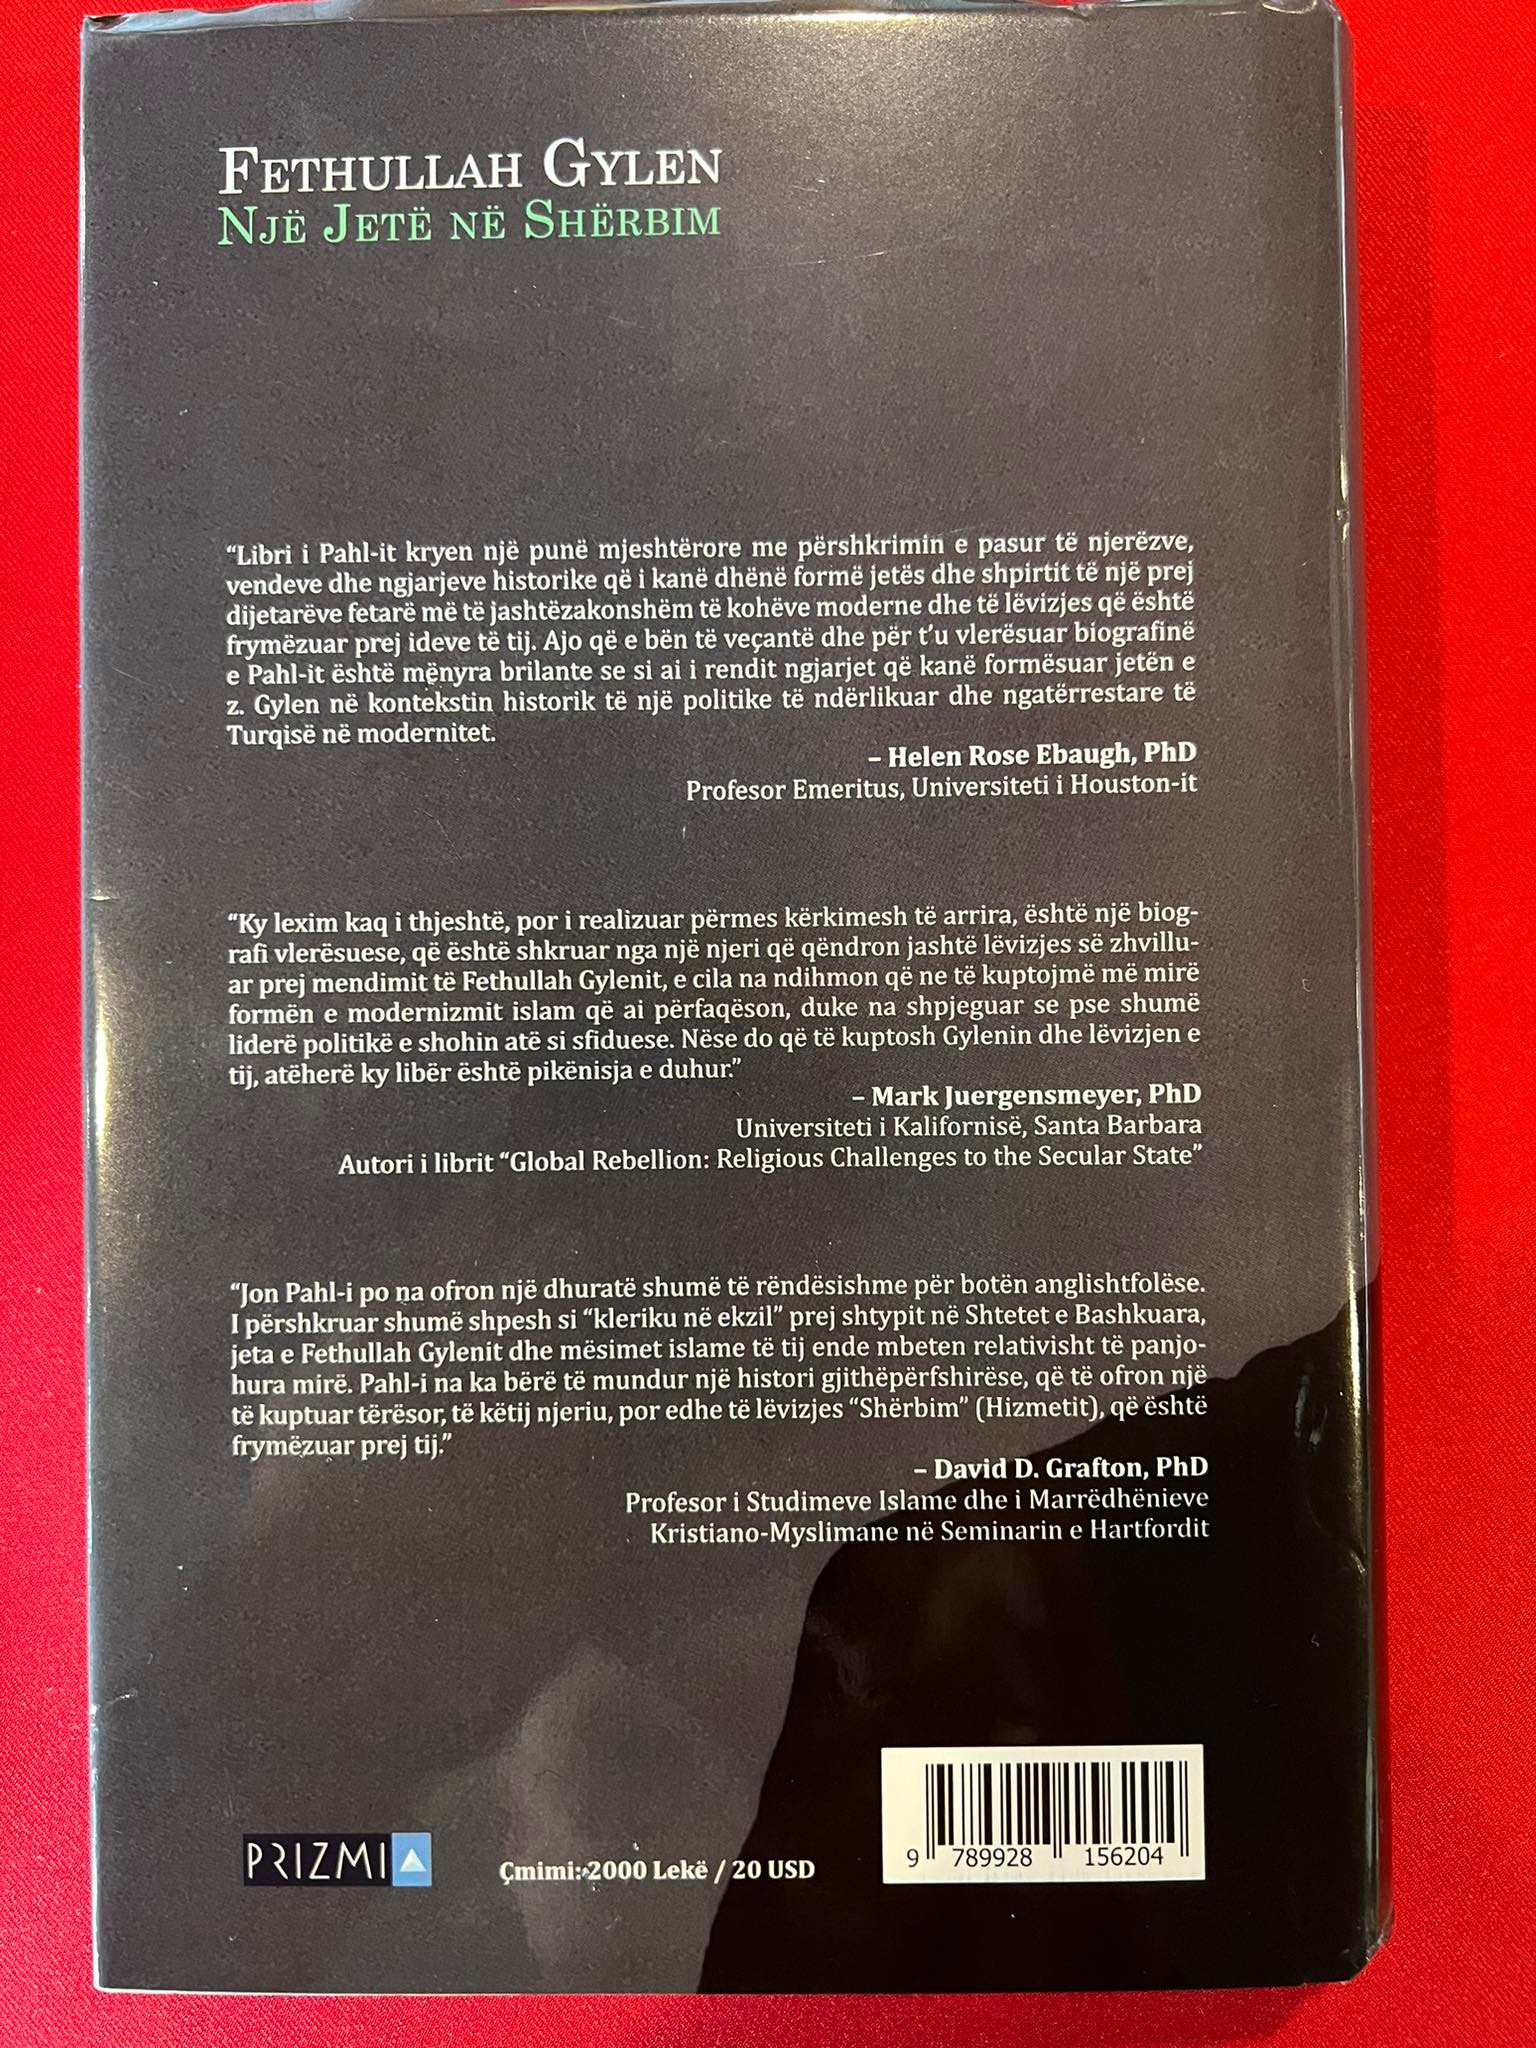 FETHULLAH GYLEN
NJË JETË NË SHËRBIM
“Libri i Pahl-it kryen një punë mjeshtërore me përshkrimin e pasur të njerëzve,
vendeve dhe ngjarjeve historike që i kanë dhënë formë jetës dhe shpirtit të një prej
dijetarëve fetarë më të jashtëzakonshëm të kohëve moderne dhe të lëvizjes që është
frymëzuar prej ideve të tij. Ajo që e bën të veçantë dhe për t’u vlerësuar biografinë
e Pahl-it është mënyra brilante se si ai i rendit ngjarjet që kanë formësuar jetën e
z. Gylen në kontekstin historik të një politike të ndërlikuar dhe ngatërrestare të
Turqisë në modernitet.
– Helen Rose Ebaugh, PhD
Profesor Emeritus, Universiteti i Houston-it
“Ky lexim kaq i thjeshtë, por i realizuar përmes kërkimesh të arrira, është një biog-
rafi vlerësuese, që është shkruar nga një njeri që qëndron jashtë lëvizjes së zhvillu-
ar prej mendimit të Fethullah Gylenit, e cila na ndihmon që ne të kuptojmë më mirë
formën e modernizmit islam që ai përfaqëson, duke na shpjeguar se pse shumë
liderë politikë e shohin atë si sfiduese. Nëse do që të kuptosh Gylenin dhe lëvizjen e
tij, atëherë ky libër është pikënisja e duhur.”
– Mark Juergensmeyer, PhD
Universiteti i Kalifornisë, Santa Barbara
Autori i librit “Global Rebellion: Religious Challenges to the Secular State”
“Jon Pahl-i po na ofron një dhuratë shumë të rëndësishme për botën anglishtfolëse.
I përshkruar shumë shpesh si “kleriku në ekzil” prej shtypit në Shtetet e Bashkuara,
jeta e Fethullah Gylenit dhe mësimet islame të tij ende mbeten relativisht të panjo-
hura mirë. Pahl-i na ka bërë të mundur një histori gjithëpërfshirëse, që të ofron një
të kuptuar tërësor, të këtij njeriu, por edhe të lëvizjes “Shërbim” (Hizmetit), që është
frymëzuar prej tij.”
– David D. Grafton, PhD
Profesor i Studimeve Islame dhe i Marrëdhënieve
Kristiano-Myslimane në Seminarin e Hartfordit
PRIZMI
Çmimi: 2000 Lekë / 20 USD
9 789928 156204